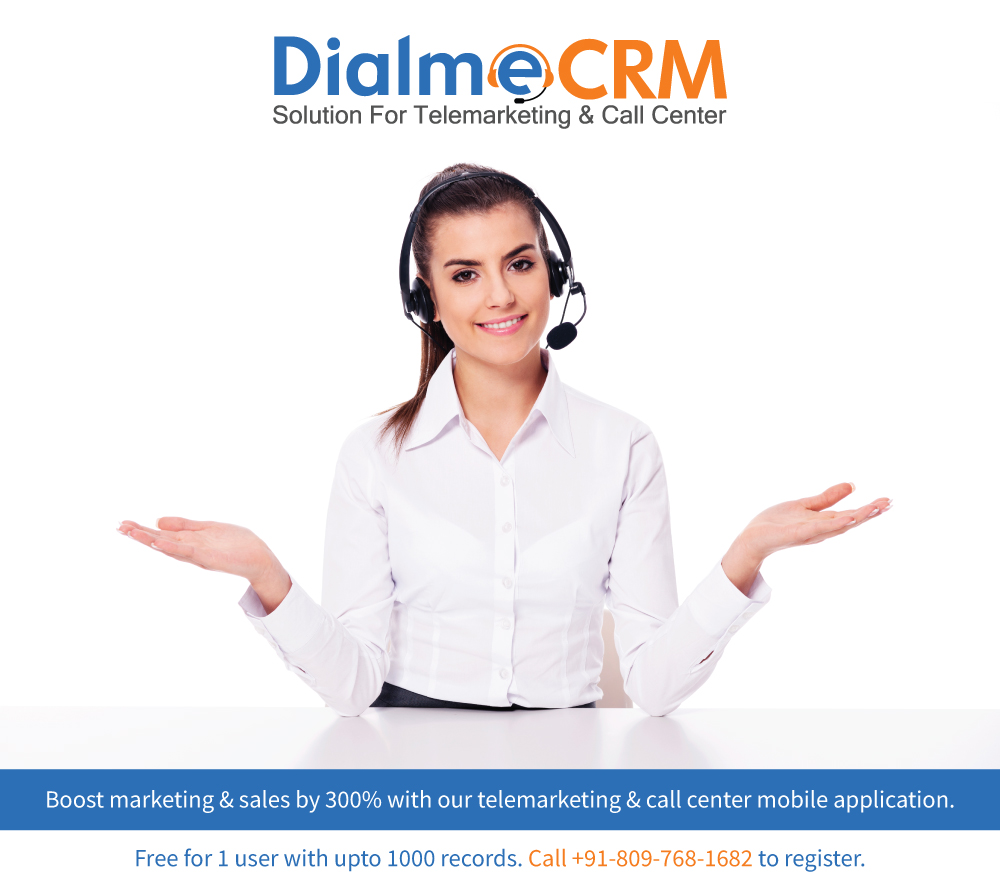 DialmeCRM
Solution For Telemarketing & Call Center
Boost marketing & sales by 300% with our telemarketing & call center mobile application.
Free for 1 user with upto 1000 records. Call +91-809-768-1682 to register.